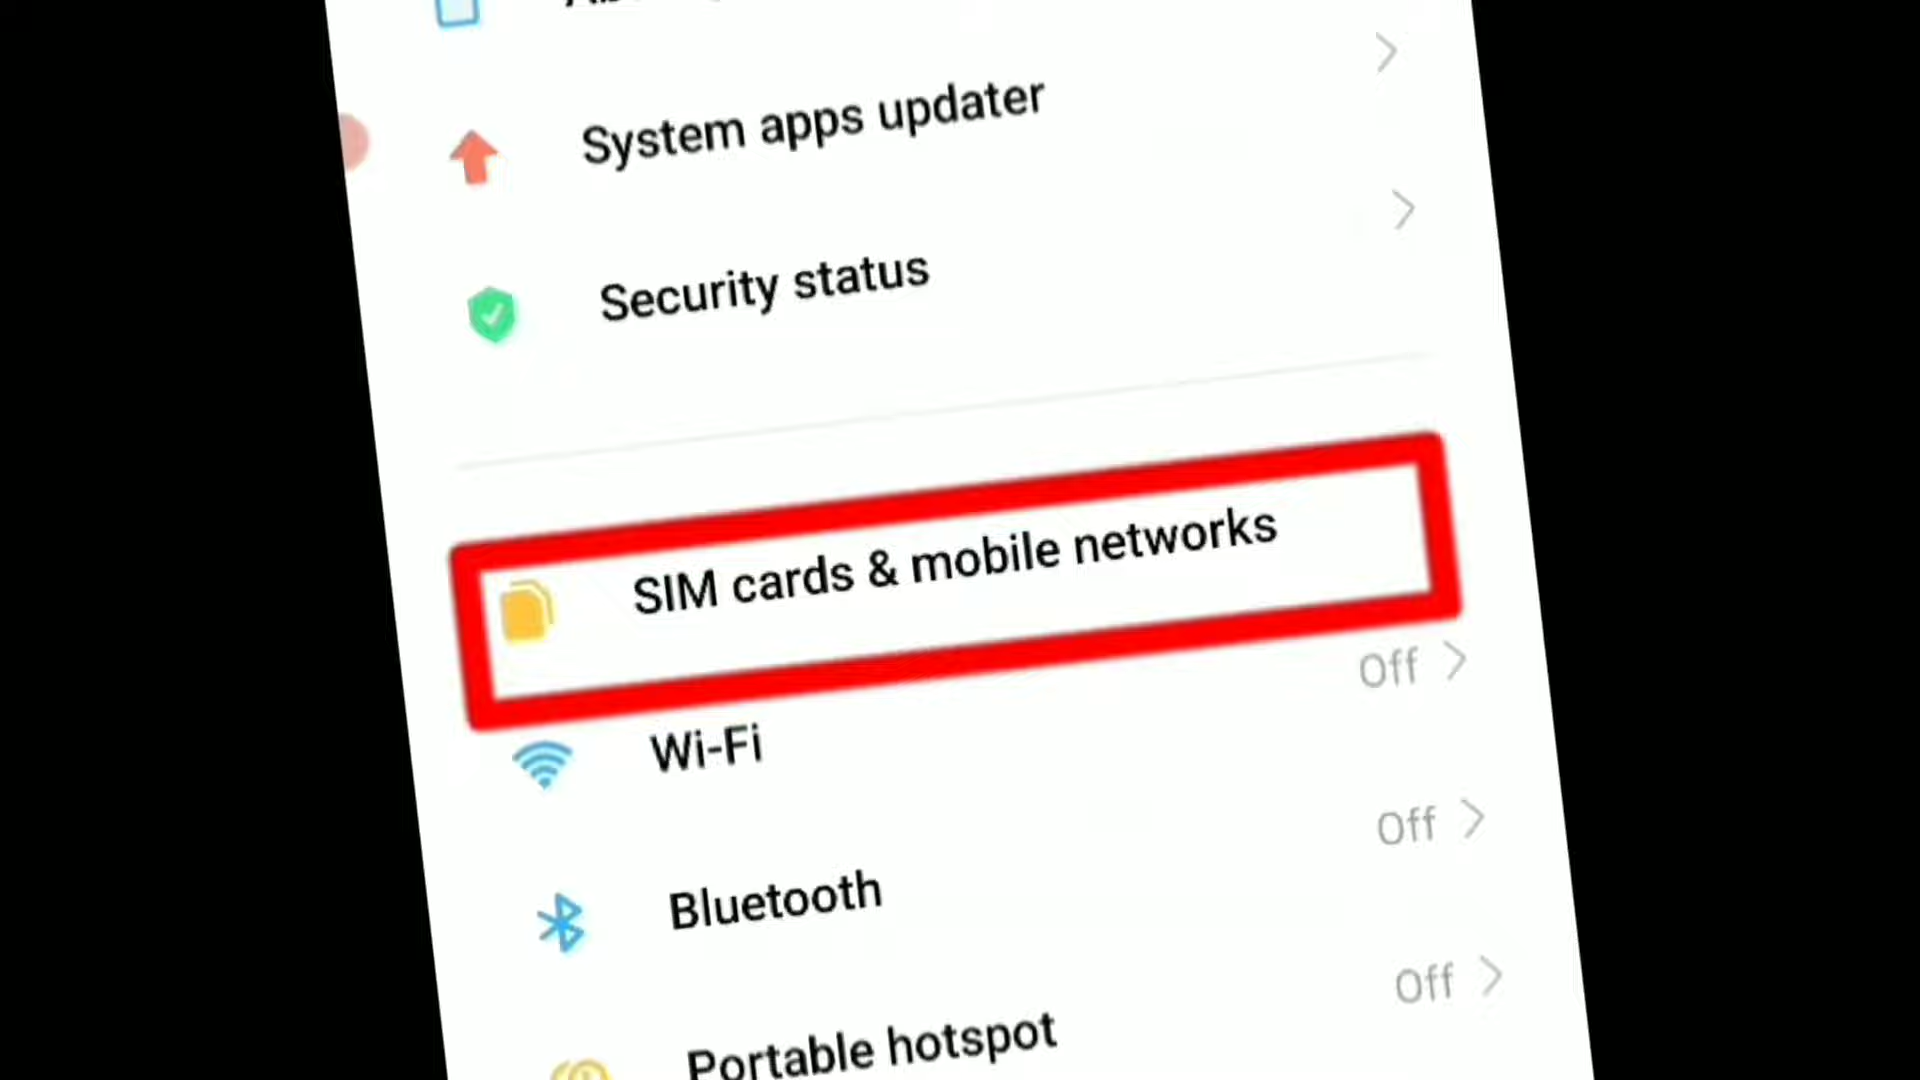 System apps updater
Security status
SIM cards & mobile networks
Off
Wi-Fi
Off
Bluetooth
Off
Portable hotspot